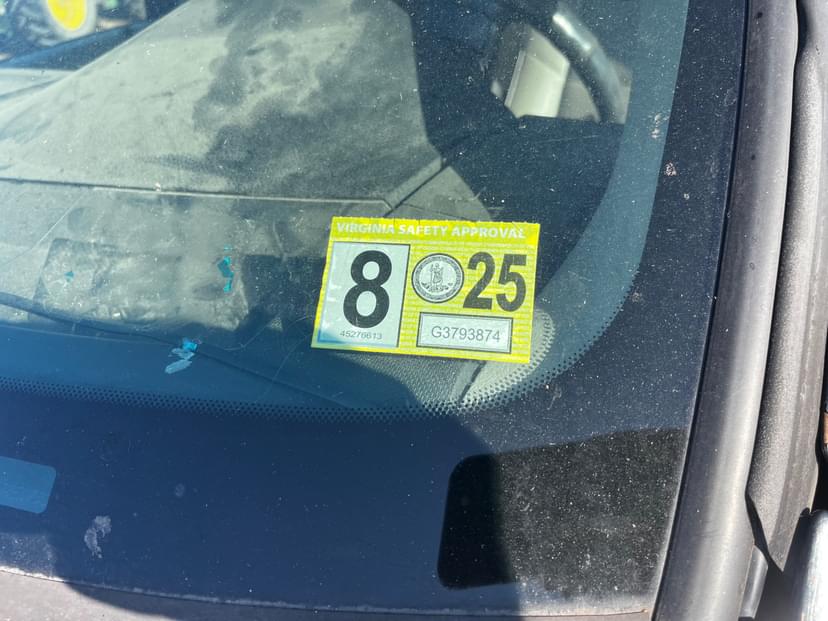 VIRGINIA SAFETY APPROVAL
8 25
45276613
G3793874